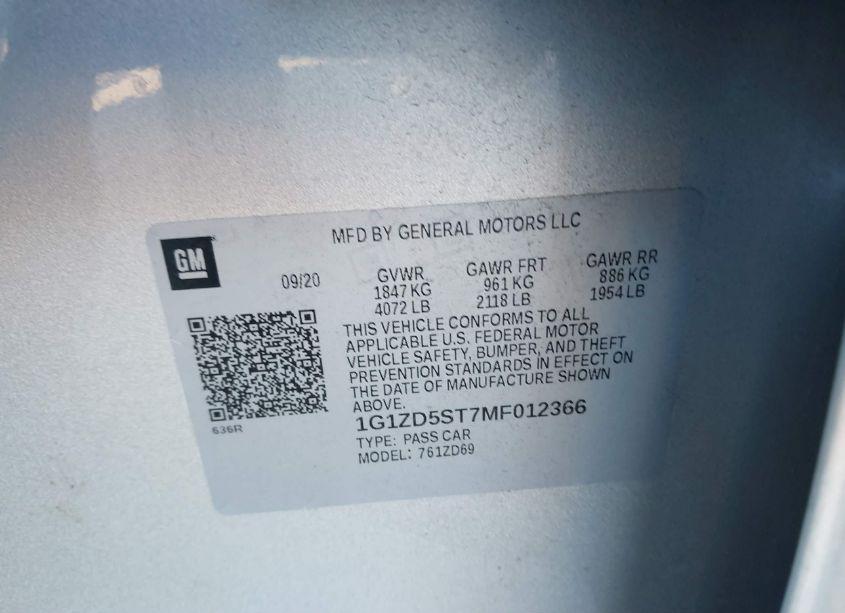 MFD BY GENERAL MOTORS LLC
GM
09/20
GVWR GAWR FRT GAWR RR
1847 KG 961 KG 886 KG
4072 LB 2118 LB 1954 LB
THIS VEHICLE CONFORMS TO ALL
APPLICABLE U.S. FEDERAL MOTOR
VEHICLE SAFETY, BUMPER, AND THEFT
PREVENTION STANDARDS IN EFFECT ON
THE DATE OF MANUFACTURE SHOWN
ABOVE.
636R
1G1ZD5ST7MF012366
TYPE: PASS CAR
MODEL: 761ZD69